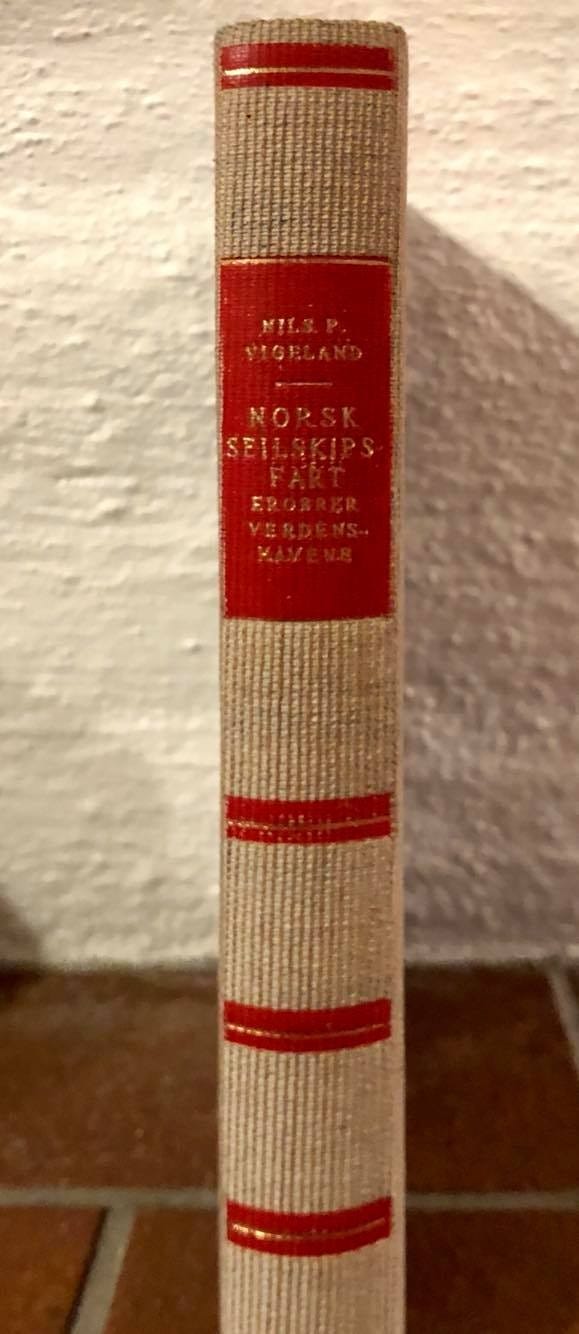 NILS P.
VIGELAND
NORSK
SEILSKIPS-
FART
EROBRER
VERDENS-
HAVENE